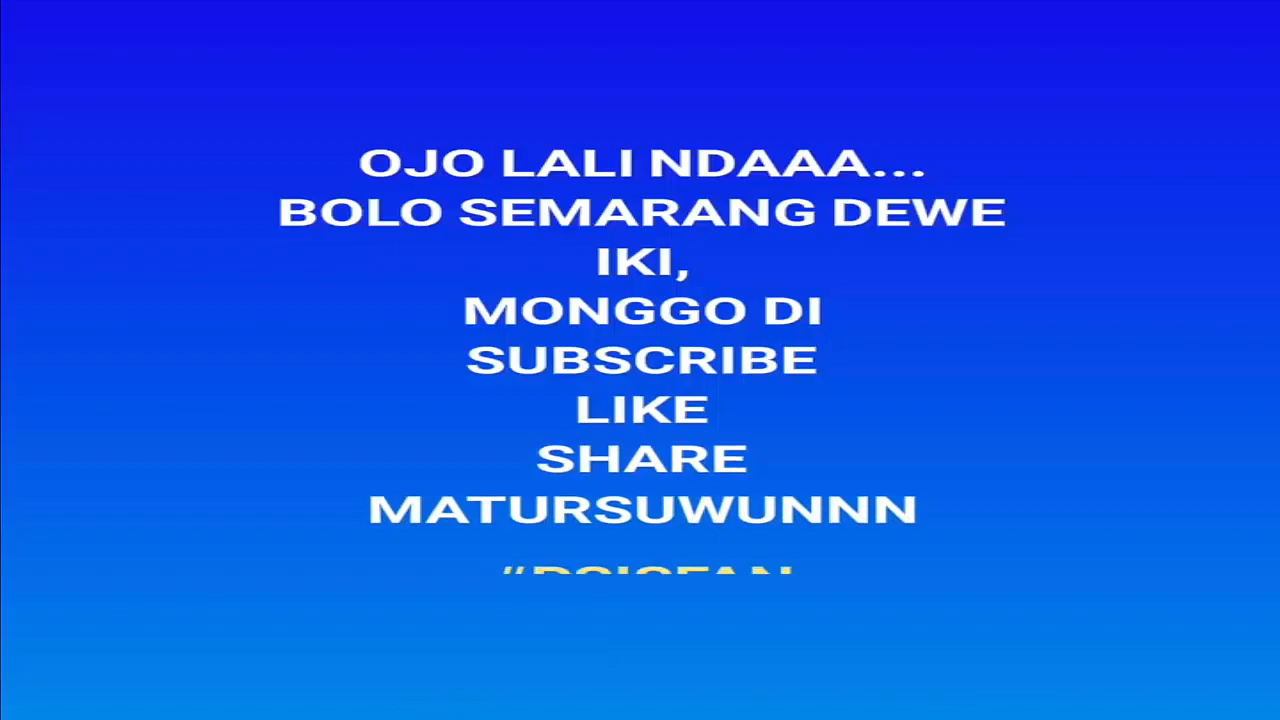 OJO LALI NDAAA...
BOLO SEMARANG DEWE
IKI,
MONGGO DI
SUBSCRIBE
LIKE
SHARE
MATURSUWUNNN